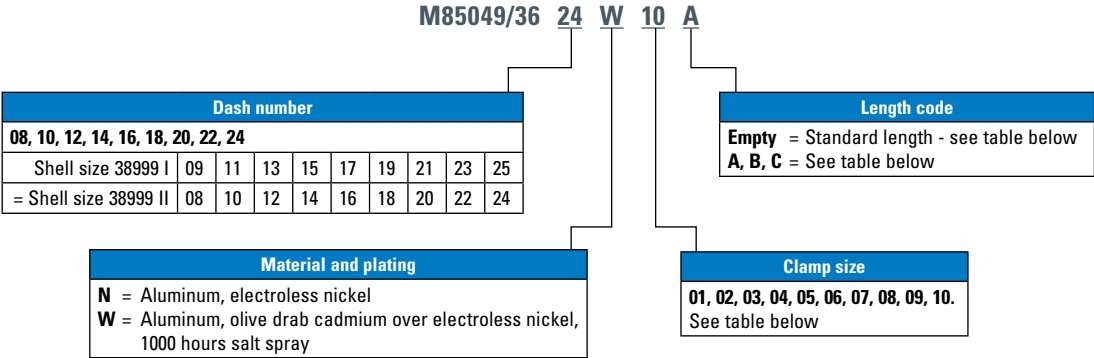 M85049/36 24 W 10 A
Dash number
08, 10, 12, 14, 16, 18, 20, 22, 24
Shell size 38999 I 09 11 13 15 17 19 21 23 25
= Shell size 38999 II 08 10 12 14 16 18 20 22 24
Length code
Empty = Standard length - see table below
A, B, C = See table below
Material and plating
N = Aluminum, electroless nickel
W = Aluminum, olive drab cadmium over electroless nickel,
1000 hours salt spray
Clamp size
01, 02, 03, 04, 05, 06, 07, 08, 09, 10.
See table below